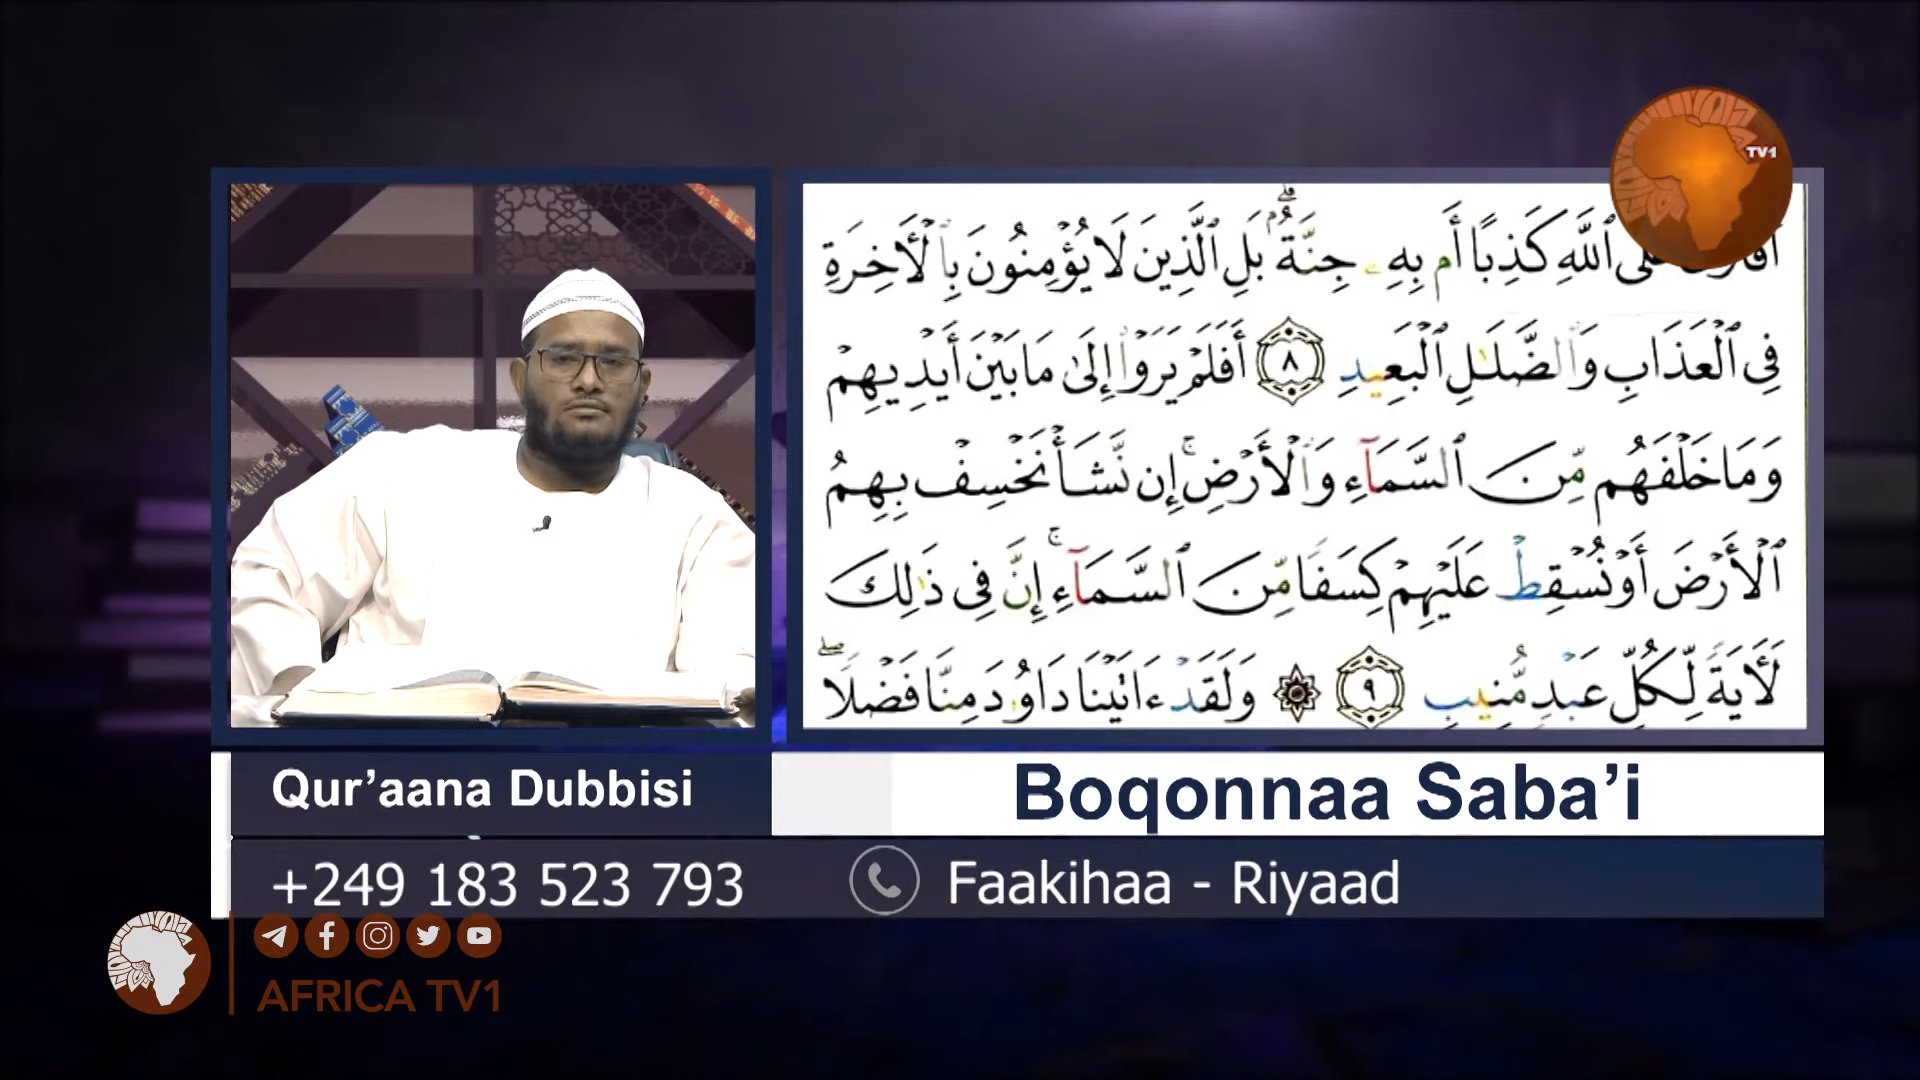 TV1
عَلَى ٱللَّهِ كَذِبًا أَم بِهِۦ جِنَّةُۢ ۗ بَلِ ٱلَّذِينَ لَا يُؤْمِنُونَ بِٱلْأَخِرَةِ
فِى ٱلْعَذَابِ وَٱلضَّلَٰلِ ٱلْبَعِيدِ ٨ أَفَلَمْ يَرَوْا۟ إِلَىٰ مَا بَيْنَ أَيْدِيهِمْ
وَمَا خَلْفَهُم مِّنَ ٱلسَّمَآءِ وَٱلْأَرْضِ ۚ إِن نَّشَأْ نَخْسِفْ بِهِمُ
ٱلْأَرْضَ أَوْ نُسْقِطْ عَلَيْهِمْ كِسَفًا مِّنَ ٱلسَّمَآءِ ۚ إِنَّ فِى ذَٰلِكَ
لَأَيَةً لِّكُلِّ عَبْدٍ مُّنِيبٍ ٩ ۞ وَلَقَدْ ءَاتَيْنَا دَاوُۥدَ مِنَّا فَضْلًا ۖ
Qur’aana Dubbisi
Boqonnaa Saba’i
+249 183 523 793
Faakihaa - Riyaad
AFRICA TV1